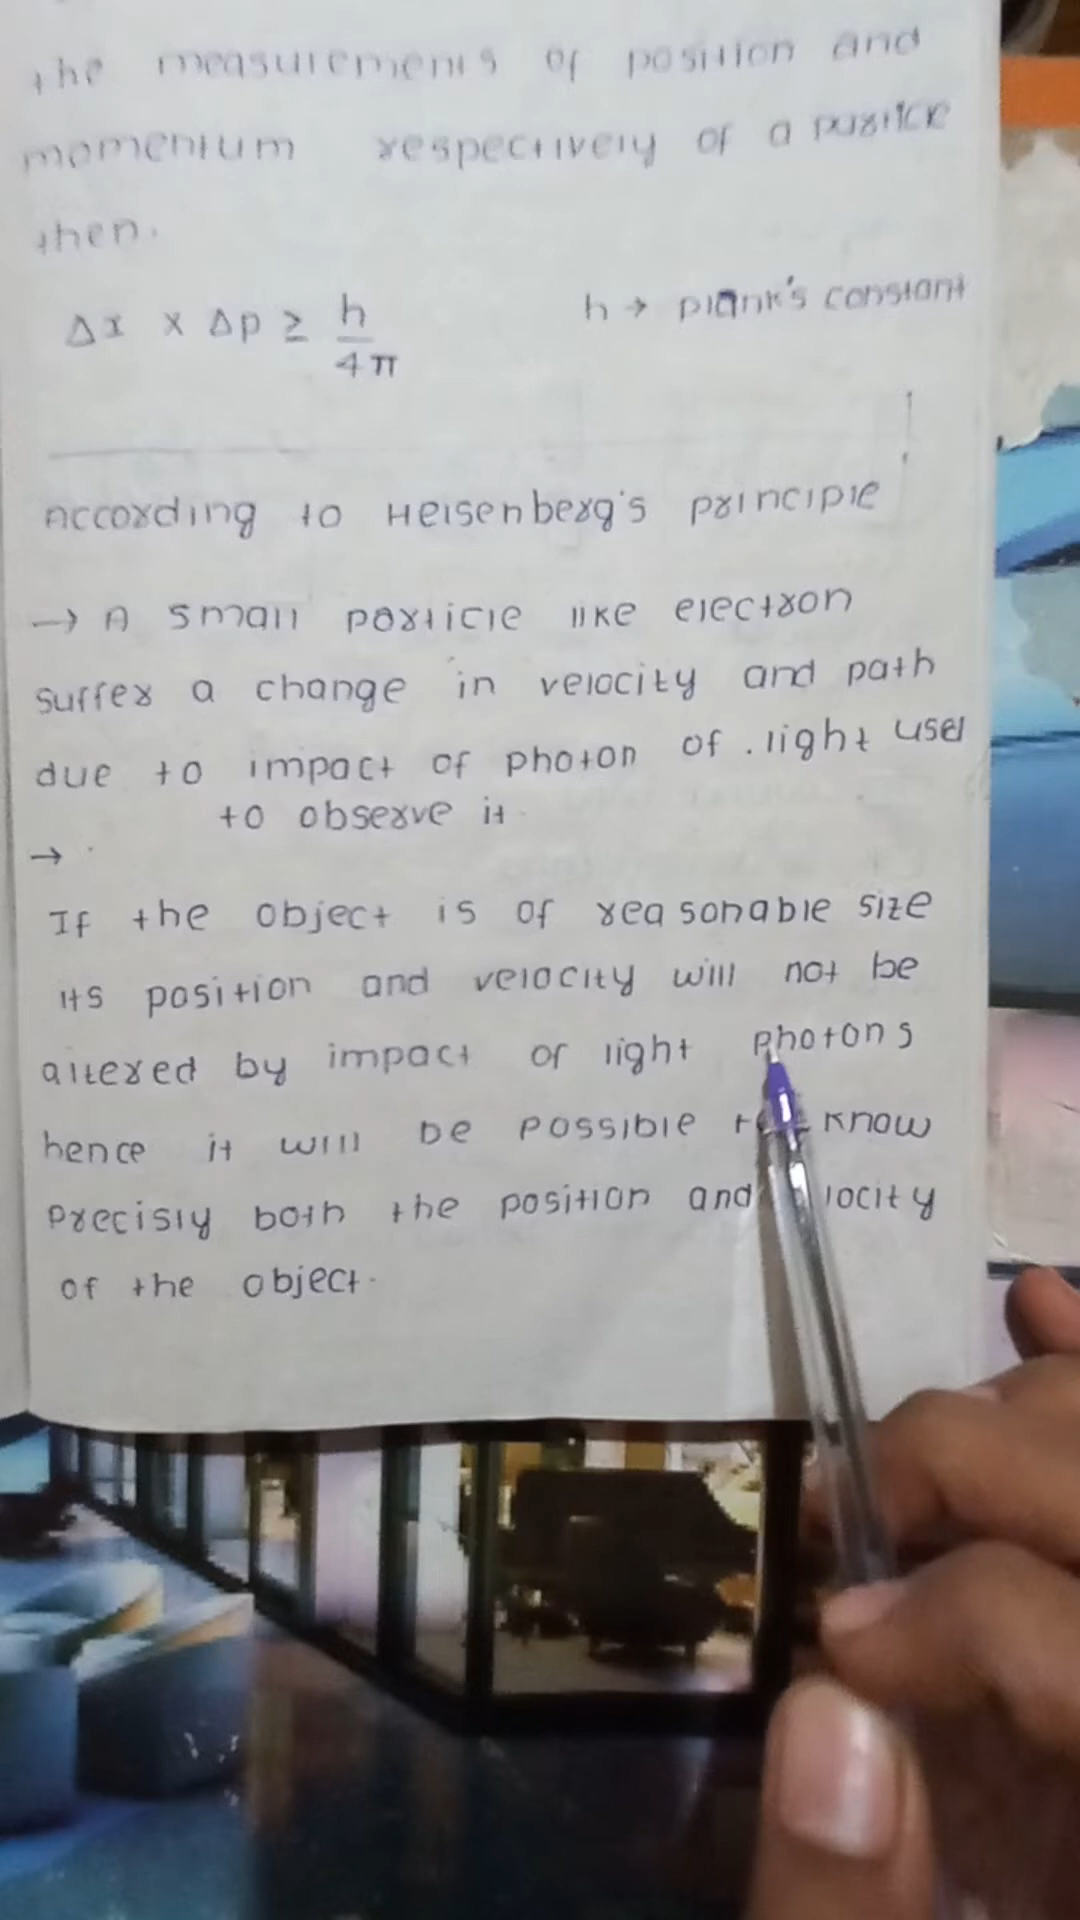 the measurements of position and
momentum respectively of a particle
then.
Δx x Δp ≥ h/4π h → plank's constant
According to Heisenberg's principle
→ A small particle like electron
suffer a change in velocity and path
due to impact of photon of . light used
to observe it.
→
If the object is of reasonable size
its position and velocity will not be
altered by impact of light photons
hence it will be possible know
precisly both the position and
of the object.